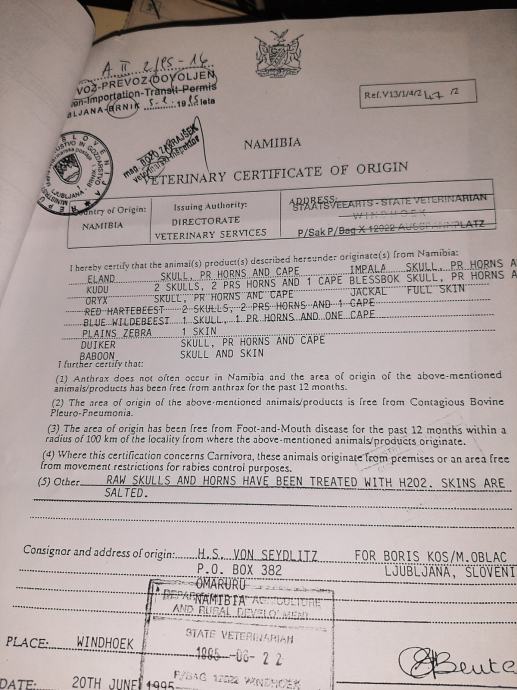 A II 2/95-16
VOZ-PREVOZ DOVOLJEN
on-Importation-Transit-Permis
BLJANA-BRNIK 5.2. 1995 leta
Ref.V13/1/4/2 /2
NAMIBIA
VETERINARY CERTIFICATE OF ORIGIN
Country of Origin:
NAMIBIA
Issuing Authority:
DIRECTORATE
VETERINARY SERVICES
ADDRESS:
STAATSVEEARTS - STATE VETERINARIAN
WINDHOEK
P/Sak P/Bag X 12022 AUSSPANNPLATZ
I hereby certify that the animal(s) product(s) described hereunder originate(s) from Namibia:
ELAND SKULL, PR HORNS AND CAPE IMPALA SKULL, PR HORNS A
KUDU 2 SKULLS, 2 PRS HORNS AND 1 CAPE BLESSBOK SKULL, PR HORNS A
ORYX SKULL, PR HORNS AND CAPE JACKAL FULL SKIN
RED HARTEBEEST 2 SKULLS, 2 PRS HORNS AND 1 CAPE
BLUE WILDEBEEST 1 SKULL, 1 PR HORNS AND ONE CAPE
PLAINS ZEBRA 1 SKIN
DUIKER SKULL, PR HORNS AND CAPE
BABOON SKULL AND SKIN
I further certify that:
(1) Anthrax does not often occur in Namibia and the area of origin of the above-mentioned
animals/products has been free from anthrax for the past 12 months.
(2) The area of origin of the above-mentioned animals/products is free from Contagious Bovine
Pleuro-Pneumonia.
(3) The area of origin has been free from Foot-and-Mouth disease for the past 12 months within a
radius of 100 km of the locality from where the above-mentioned animals/products originate.
(4) Where this certification concerns Carnivora, these animals originate from premises or an area free
from movement restrictions for rabies control purposes.
(5) Other RAW SKULLS AND HORNS HAVE BEEN TREATED WITH H202. SKINS ARE
SALTED.
Consignor and address of origin: H.S. VON SEYDLITZ FOR BORIS KOS/M.OBLAC
P.O. BOX 382 LJUBLJANA, SLOVENI
OMARURU
NAMIBIA
DEPARTMENT AGRICULTURE
AND RURAL DEVELOPMENT
STATE VETERINARIAN
1995 -06- 2 2
P/BAG 12022 WINDHOEK
PLACE: WINDHOEK
DATE: 20TH JUNE 1995